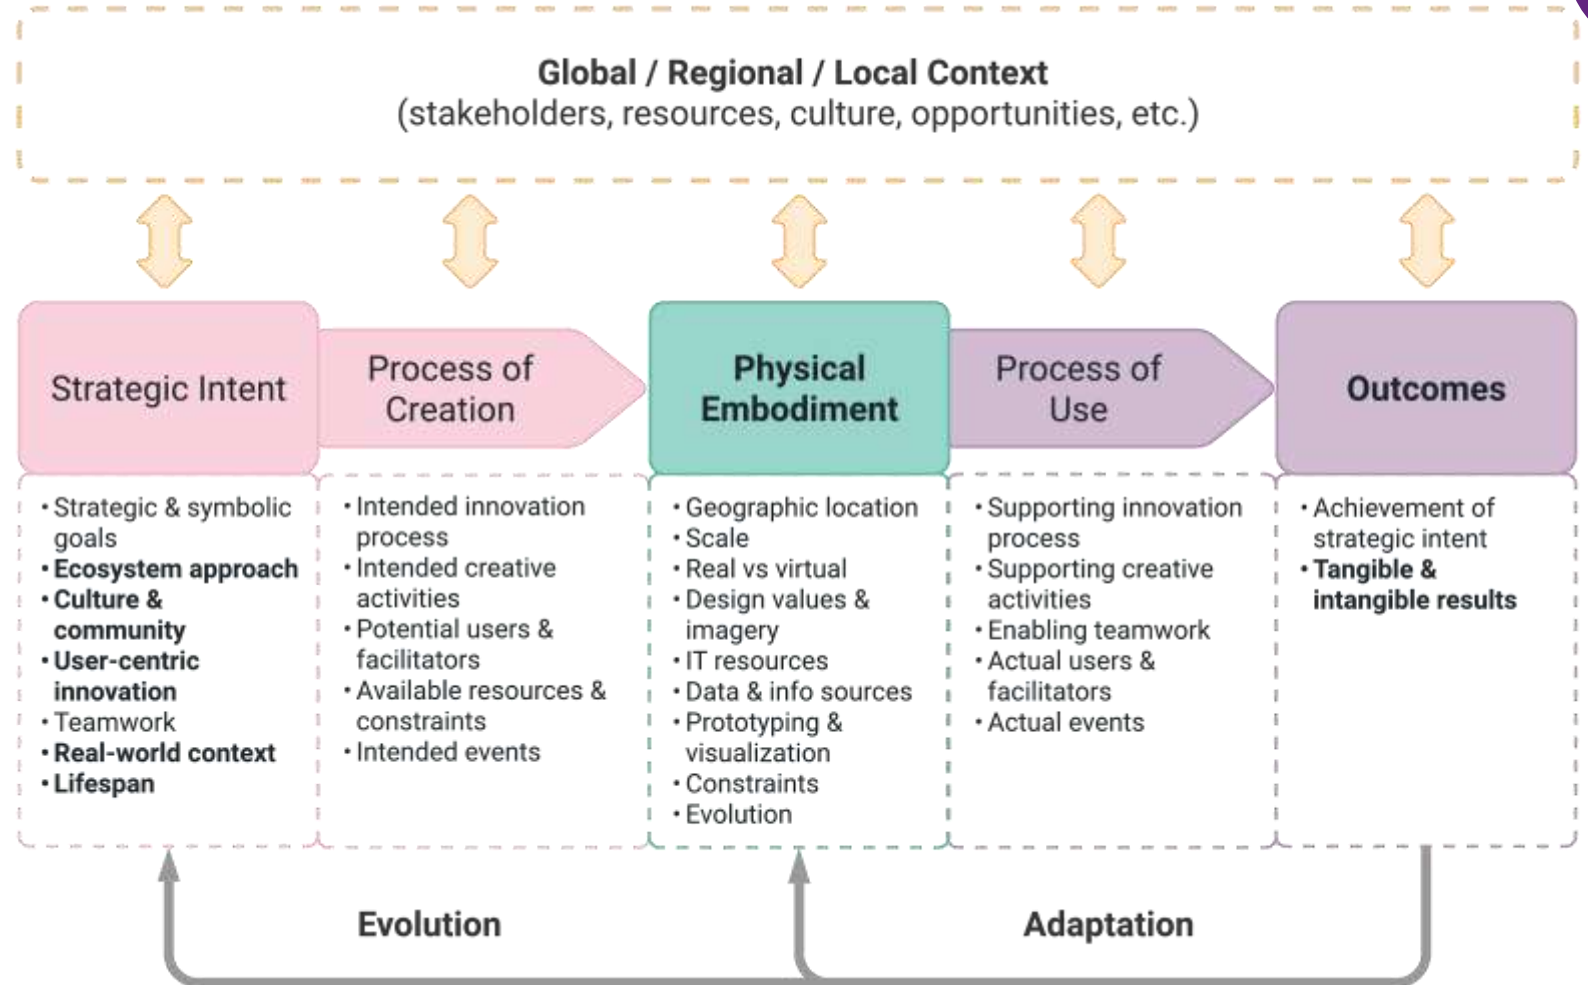 Global / Regional / Local Context
(stakeholders, resources, culture, opportunities, etc.)
Strategic Intent
Process of
Creation
Physical
Embodiment
Process of
Use
Outcomes
• Strategic & symbolic
goals
• Ecosystem approach
• Culture &
community
• User-centric
innovation
• Teamwork
• Real-world context
• Lifespan
• Intended innovation
process
• Intended creative
activities
• Potential users &
facilitators
• Available resources &
constraints
• Intended events
• Geographic location
• Scale
• Real vs virtual
• Design values &
imagery
• IT resources
• Data & info sources
• Prototyping &
visualization
• Constraints
• Evolution
• Supporting innovation
process
• Supporting creative
activities
• Enabling teamwork
• Actual users &
facilitators
• Actual events
• Achievement of
strategic intent
• Tangible &
intangible results
Evolution
Adaptation